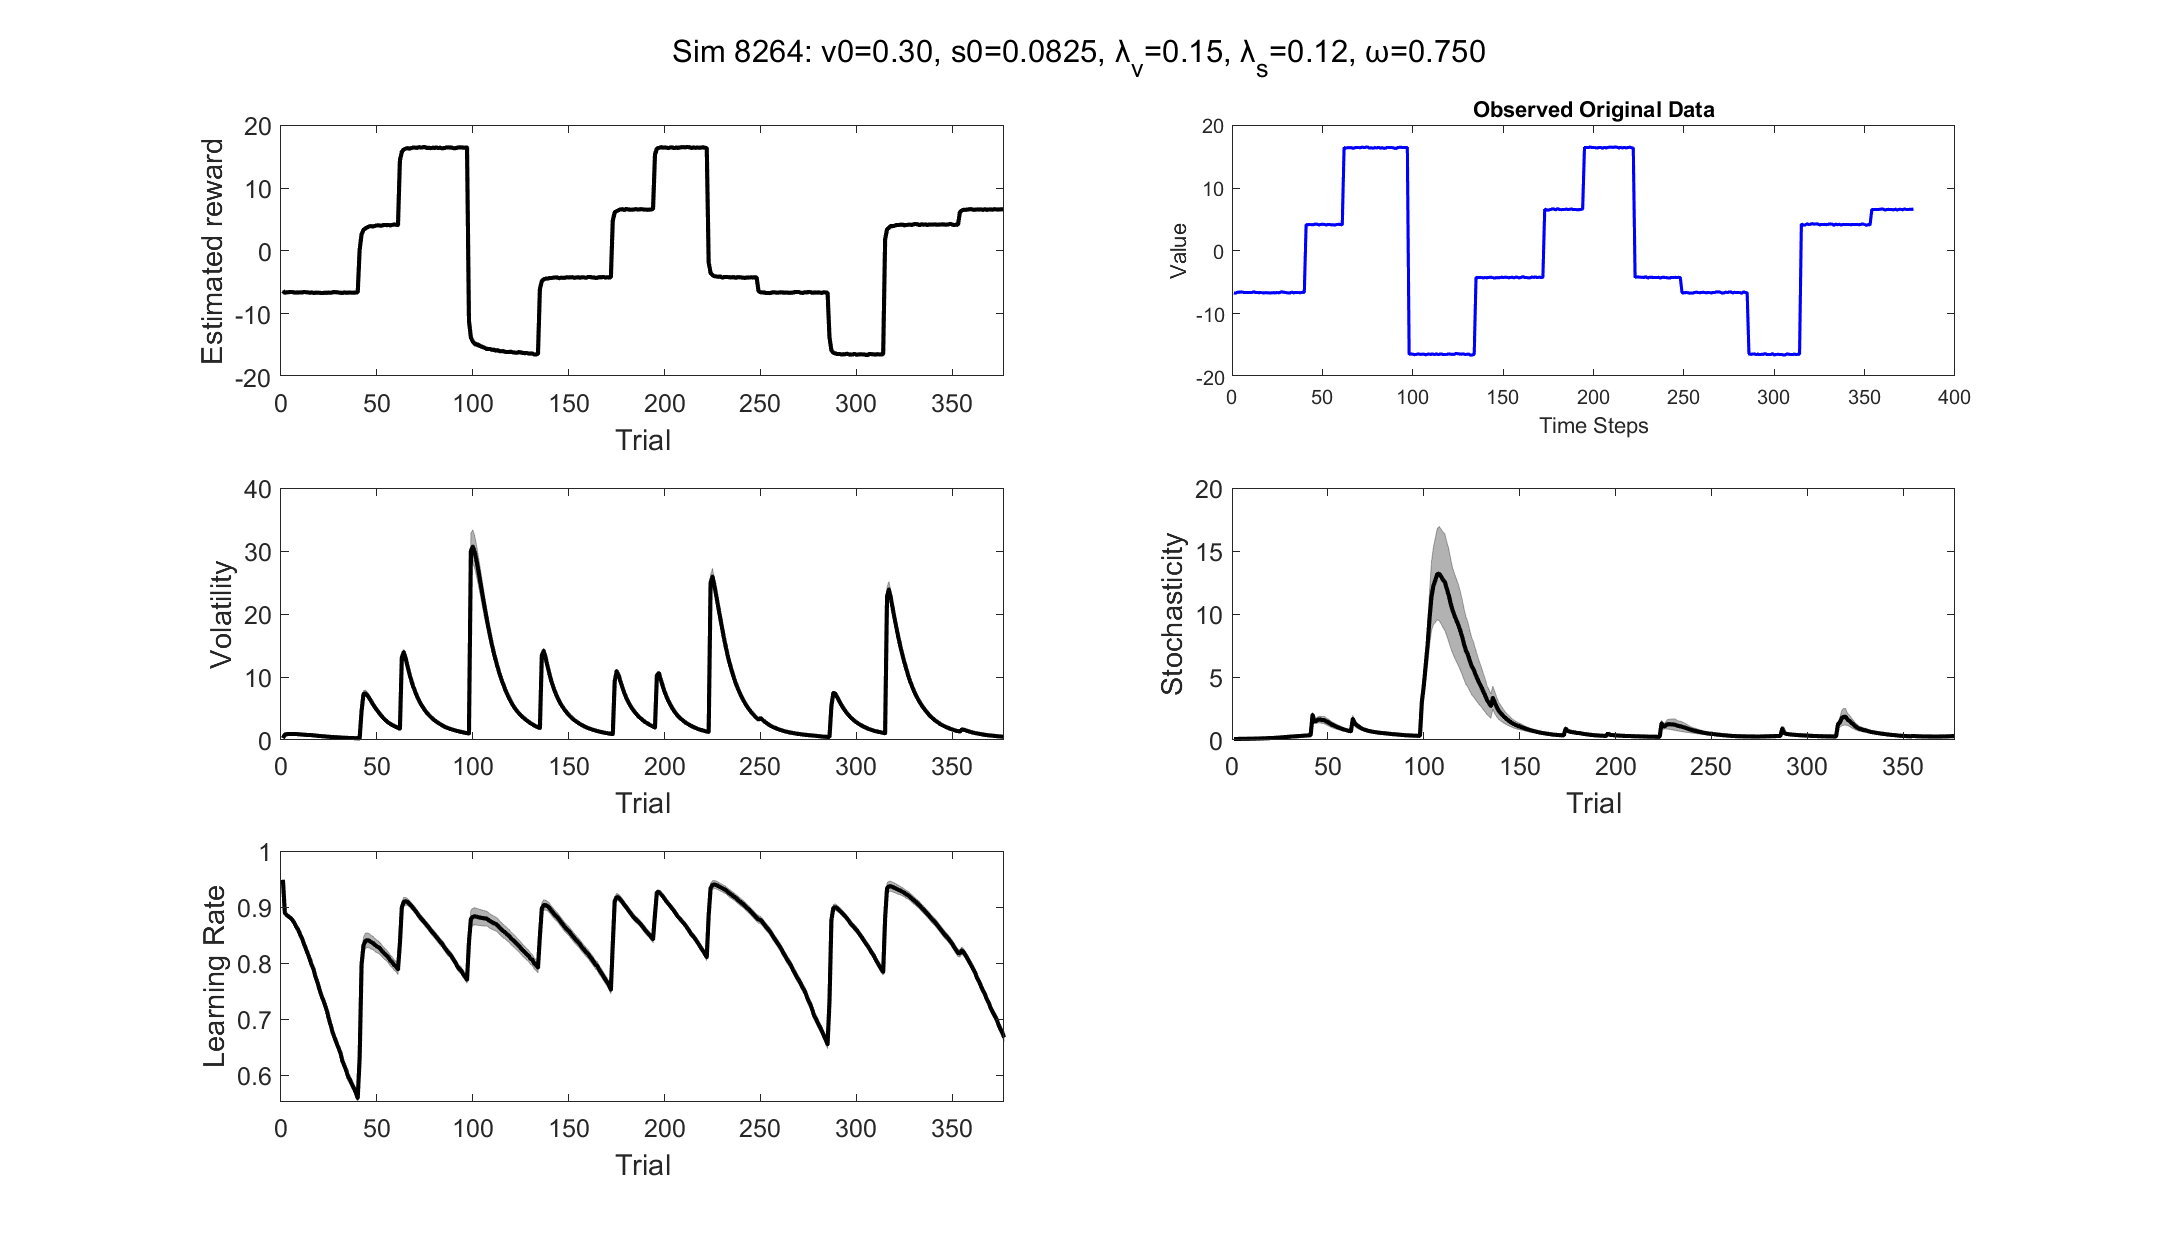 Sim 8264: v0=0.30, s0=0.0825, λ_v=0.15, λ_s=0.12, ω=0.750
20
10
0
-10
-20
Estimated reward
0 50 100 150 200 250 300 350
Trial
Observed Original Data
20
10
0
-10
-20
Value
0 50 100 150 200 250 300 350 400
Time Steps
40
30
20
10
0
Volatility
0 50 100 150 200 250 300 350
Trial
20
15
10
5
0
Stochasticity
0 50 100 150 200 250 300 350
Trial
1
0.9
0.8
0.7
0.6
Learning Rate
0 50 100 150 200 250 300 350
Trial